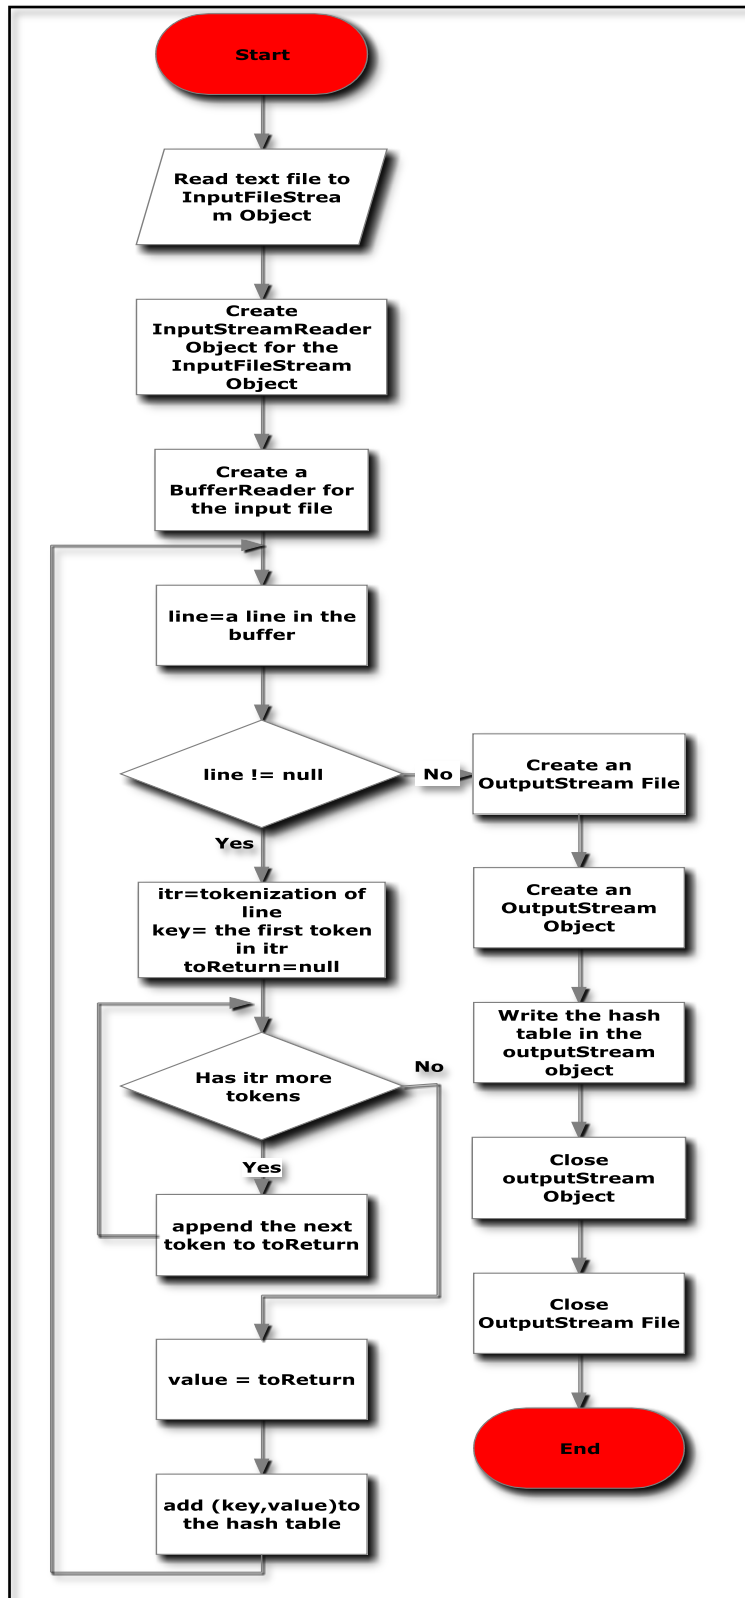 Start
Read text file to
InputFileStrea
m Object
Create
InputStreamReader
Object for the
InputFileStream
Object
Create a
BufferReader for
the input file
line=a line in the
buffer
line != null
No
Yes
itr=tokenization of
line
key= the first token
in itr
toReturn=null
Has itr more
tokens
No
Yes
append the next
token to toReturn
value = toReturn
add (key,value)to
the hash table
Create an
OutputStream File
Create an
OutputStream
Object
Write the hash
table in the
outputStream
object
Close
outputStream
Object
Close
OutputStream File
End